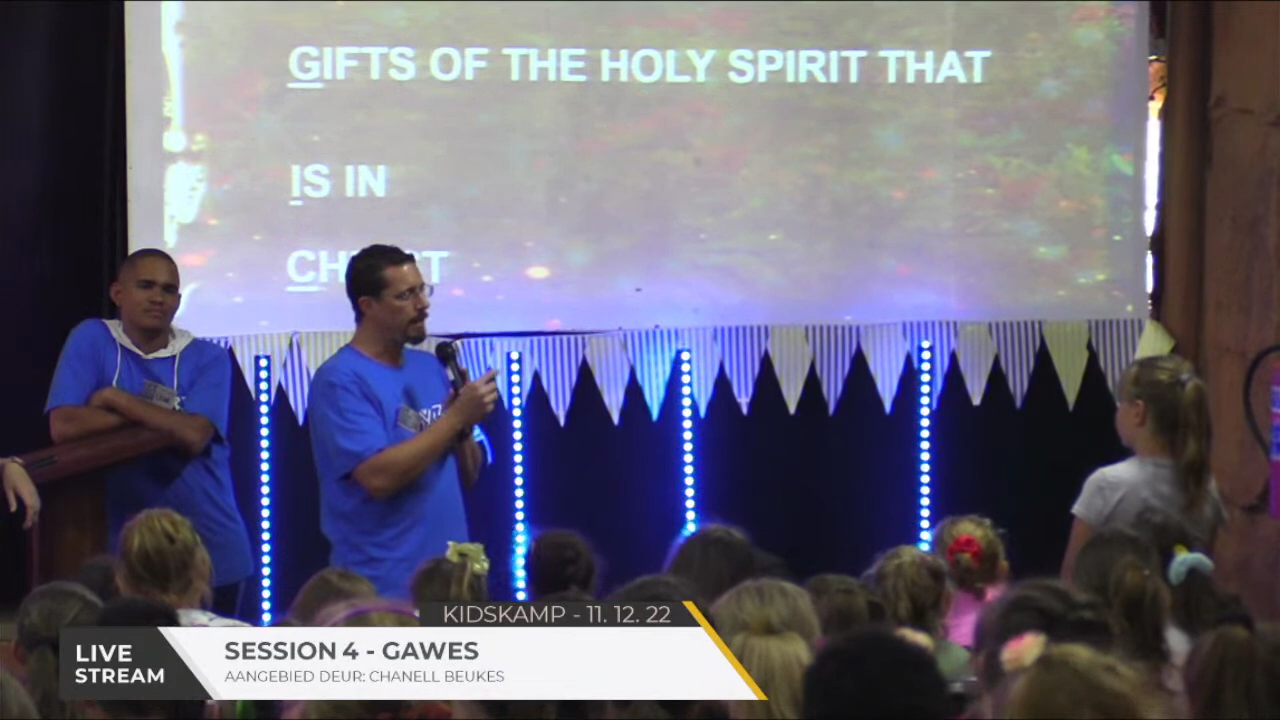 GIFTS OF THE HOLY SPIRIT THAT
IS IN
KIDSKAMP - 11. 12. 22
LIVE
STREAM
SESSION 4 - GAWES
AANGEBIED DEUR: CHANELL BEUKES